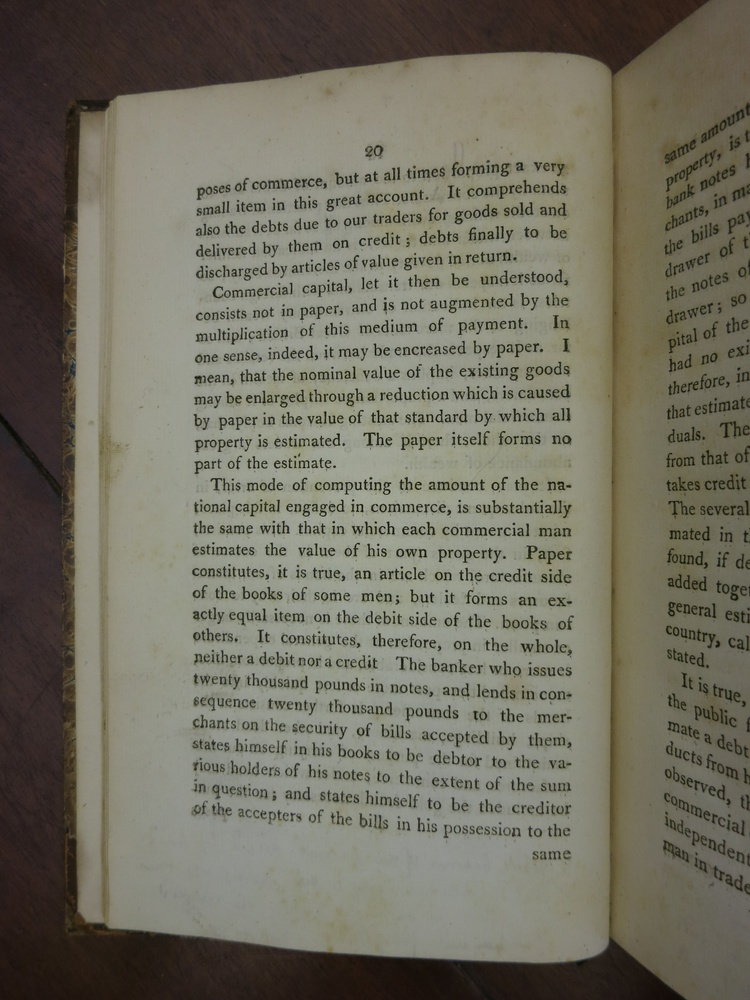 20
poses of commerce, but at all times forming a very
small item in this great account. It comprehends
also the debts due to our traders for goods sold and
delivered by them on credit; debts finally to be
discharged by articles of value given in return.
Commercial capital, let it then be understood,
consists not in paper, and is not augmented by the
multiplication of this medium of payment. In
one sense, indeed, it may be encreased by paper. I
mean, that the nominal value of the existing goods
may be enlarged through a reduction which is caused
by paper in the value of that standard by which all
property is estimated. The paper itself forms no
part of the estimate.
This mode of computing the amount of the na-
tional capital engaged in commerce, is substantially
the same with that in which each commercial man
estimates the value of his own property. Paper
constitutes, it is true, an article on the credit side
of the books of some men; but it forms an ex-
actly equal item on the debit side of the books of
others. It constitutes, therefore, on the whole,
neither a debit nor a credit The banker who issues
twenty thousand pounds in notes, and lends in con-
sequence twenty thousand pounds to the mer-
chants on the security of bills accepted by them,
states himself in his books to be debtor to the va-
rious holders of his notes to the extent of the sum
in question; and states himself to be the creditor
of the accepters of the bills in his possession to the
same
same amount
property, is
bank notes
chants, in
the bills
drawer of
the notes
drawer; so
pital of the
had no
therefore, in
that
duals. The
from that of
takes credit
The several
mated in
found, if
added
general
country,
stated.
It is true,
the public
mate a
ducts from
observed,
commercial
independent
man in